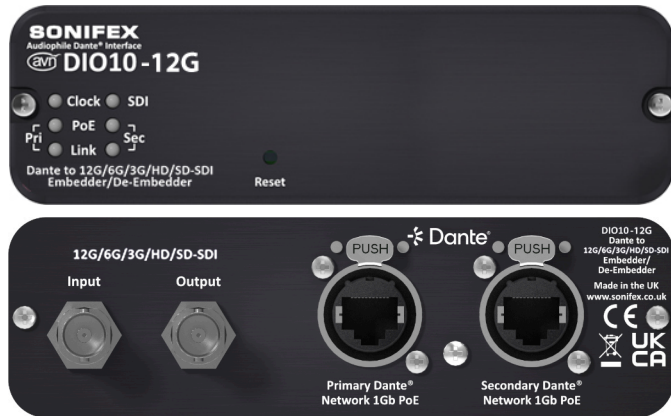 SONIFEX
Audiophile Dante® Interface
avn DIO10-12G
Clock SDI
Pri PoE Sec
Link
Dante to 12G/6G/3G/HD/SD-SDI
Embedder/De-Embedder
Reset
12G/6G/3G/HD/SD-SDI
Input Output
PUSH Dante® PUSH
Primary Dante®
Network 1Gb PoE
Secondary Dante®
Network 1Gb PoE
DIO10-12G
Dante to
12G/6G/3G/HD/SD-SDI
Embedder/
De-Embedder
Made in the UK
www.sonifex.co.uk
CE
UK
CA